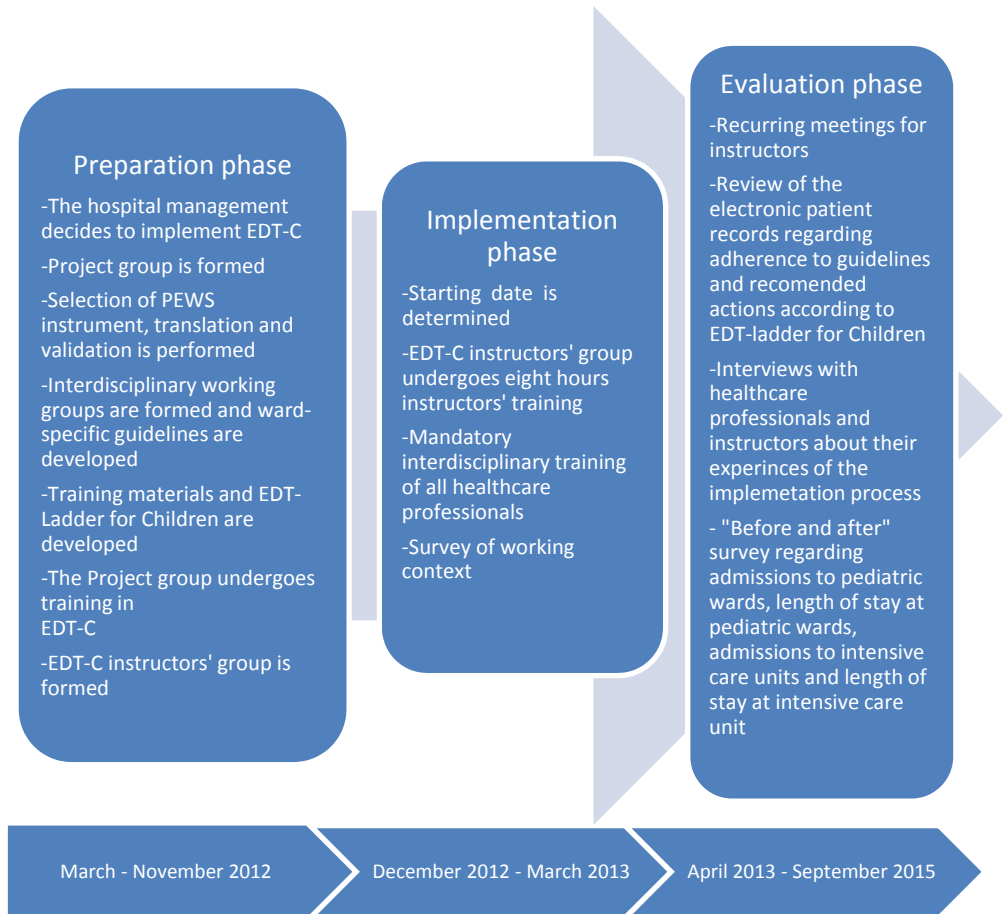 Preparation phase
-The hospital management
decides to implement EDT-C
-Project group is formed
-Selection of PEWS
instrument, translation and
validation is performed
-Interdisciplinary working
groups are formed and ward-
specific guidelines are
developed
-Training materials and EDT-
Ladder for Children are
developed
-The Project group undergoes
training in
EDT-C
-EDT-C instructors' group is
formed
Implementation
phase
-Starting date is
determined
-EDT-C instructors' group
undergoes eight hours
instructors' training
-Mandatory
interdisciplinary training
of all healthcare
professionals
-Survey of working
context
Evaluation phase
-Recurring meetings for
instructors
-Review of the
electronic patient
records regarding
adherence to guidelines
and recomended
actions according to
EDT-ladder for Children
-Interviews with
healthcare
professionals and
instructors about their
experinces of the
implemetation process
- "Before and after"
survey regarding
admissions to pediatric
wards, length of stay at
pediatric wards,
admissions to intensive
care units and length of
stay at intensive care
unit
March - November 2012
December 2012 - March 2013
April 2013 - September 2015